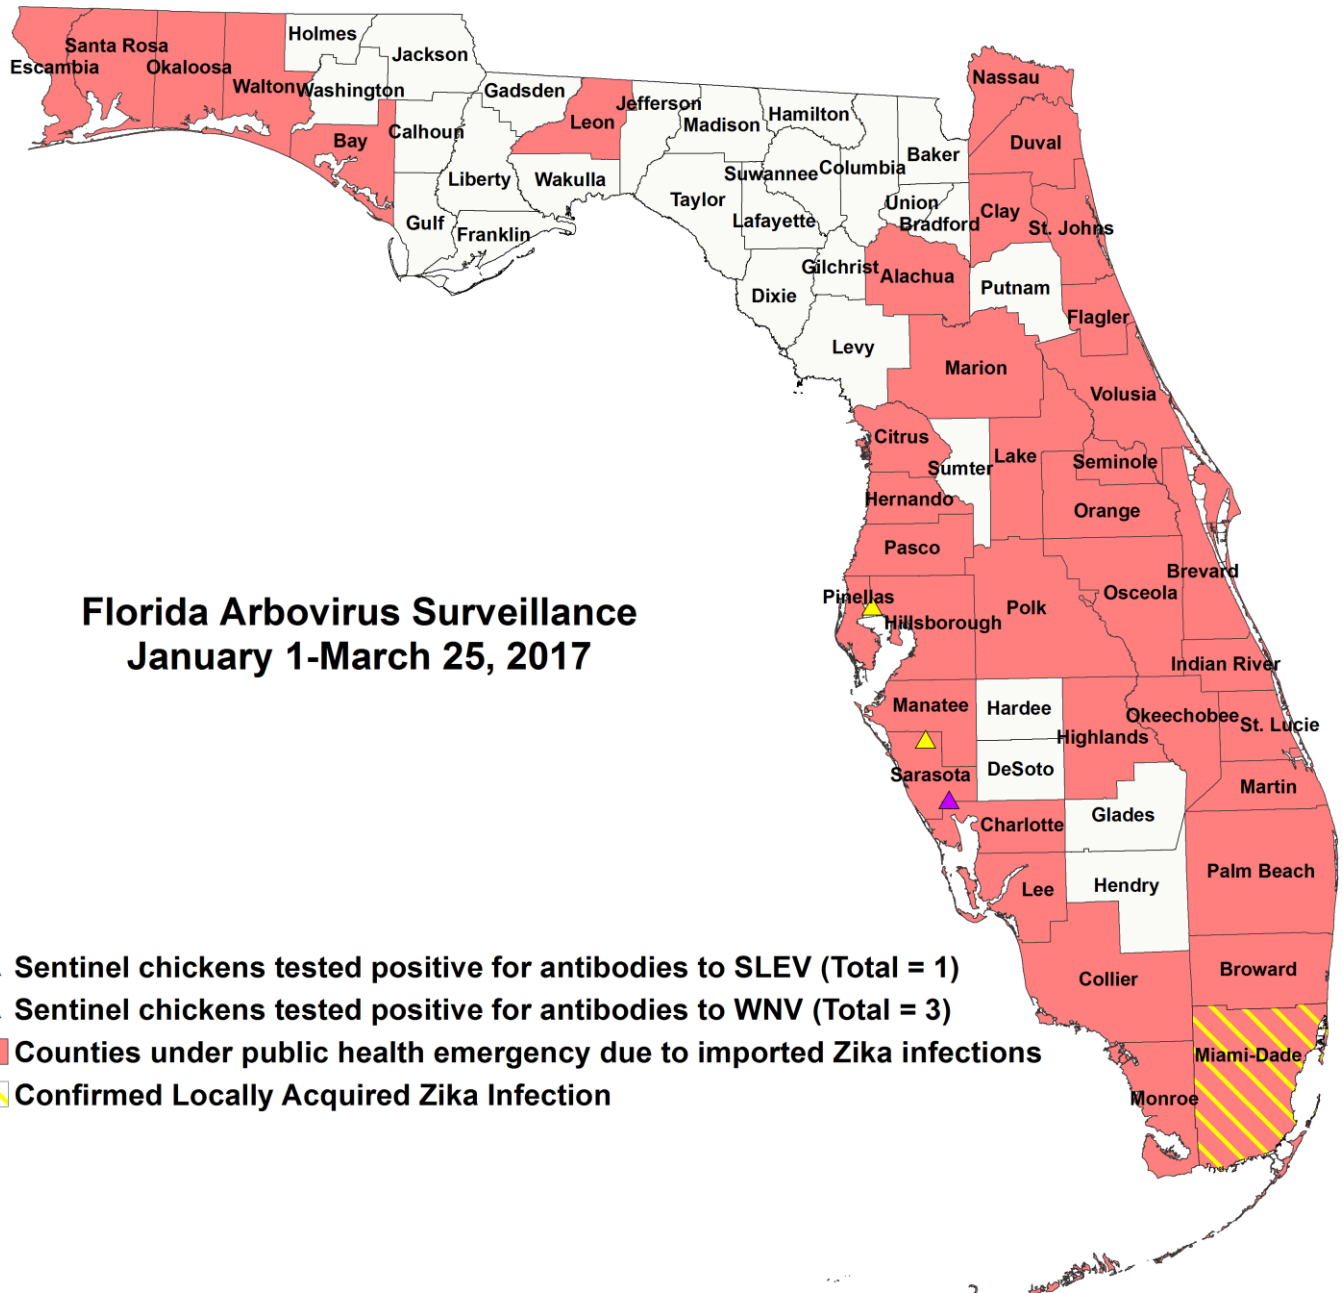 Holmes
Jackson
Santa Rosa
Escambia
Okaloosa
Walton
Washington
Gadsden
Nassau
Jefferson
Leon
Madison
Hamilton
Calhoun
Bay
Duval
Baker
Columbia
Suwannee
Liberty
Wakulla
Taylor
Union
Lafayette
Bradford
Clay
St. Johns
Gulf
Franklin
Gilchrist
Alachua
Putnam
Dixie
Flagler
Levy
Marion
Volusia
Citrus
Sumter
Lake
Seminole
Hernando
Orange
Pasco
Brevard
Osceola
Pinellas
Polk
Hillsborough
Florida Arbovirus Surveillance
January 1-March 25, 2017
Indian River
Manatee
Hardee
Okeechobee
St. Lucie
Highlands
DeSoto
Sarasota
Martin
Glades
Charlotte
Palm Beach
Lee
Hendry
Broward
Collier
Miami-Dade
Monroe
Sentinel chickens tested positive for antibodies to SLEV (Total = 1)
Sentinel chickens tested positive for antibodies to WNV (Total = 3)
Counties under public health emergency due to imported Zika infections
Confirmed Locally Acquired Zika Infection